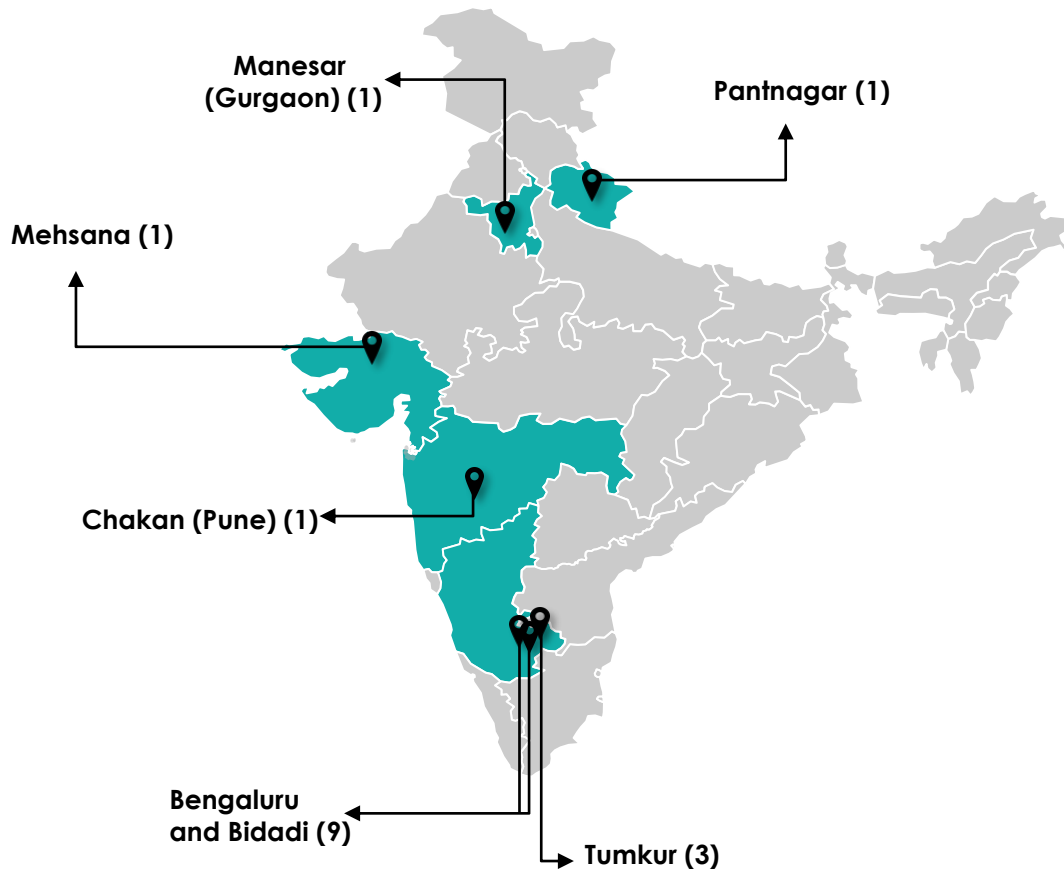 Manesar
(Gurgaon) (1)
Pantnagar (1)
Mehsana (1)
Chakan (Pune) (1)
Bengaluru
and Bidadi (9)
Tumkur (3)